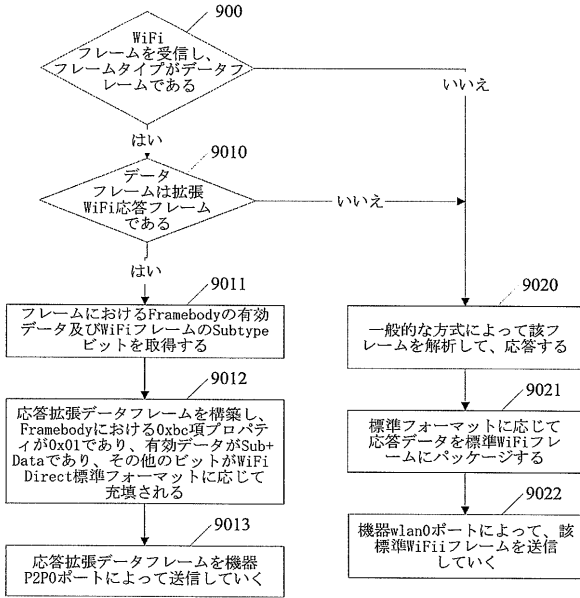 900
WiFi
フレームを受信し、
フレームタイプがデータフ
レームである
いいえ
はい
9010
データ
フレームは拡張
WiFi応答フレーム
である
いいえ
はい
9011
フレームにおけるFramebodyの有効
データ及びWiFiフレームのSubtype
ビットを取得する
9012
応答拡張データフレームを構築し、
Framebodyにおける0xbc項プロパティ
が0x01であり、有効データがSub+
Dataであり、その他のビットがWiFi
Direct標準フォーマットに応じて
充填される
9013
応答拡張データフレームを機器
P2P0ポートによって送信していく
9020
一般的な方式によって該フ
レームを解析して、応答する
9021
標準フォーマットに応じて
応答データを標準WiFiフレ
ームにパッケージする
9022
機器wlan0ポートによって、該
標準WiFiiフレームを送信
していく